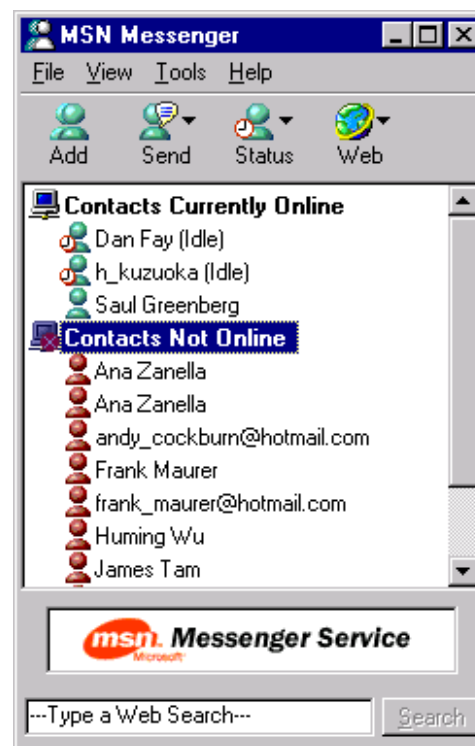 MSN Messenger
File View Tools Help
Add Send Status Web
Contacts Currently Online
Dan Fay (Idle)
h_kuzuoka (Idle)
Saul Greenberg
Contacts Not Online
Ana Zanella
Ana Zanella
andy_cockburn@hotmail.com
Frank Maurer
frank_maurer@hotmail.com
Huming Wu
James Tam
msn. Messenger Service
Microsoft
---Type a Web Search--- Search